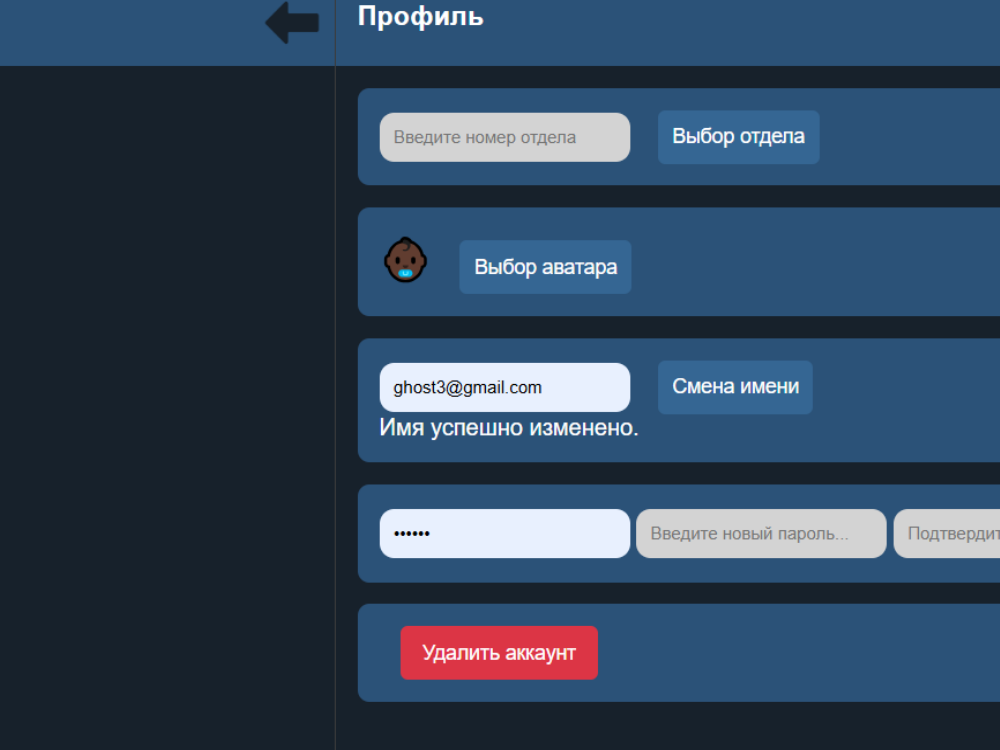 Профиль
Введите номер отдела
Выбор отдела
Выбор аватара
ghost3@gmail.com
Смена имени
Имя успешно изменено.
••••••
Введите новый пароль...
Подтвердит
Удалить аккаунт